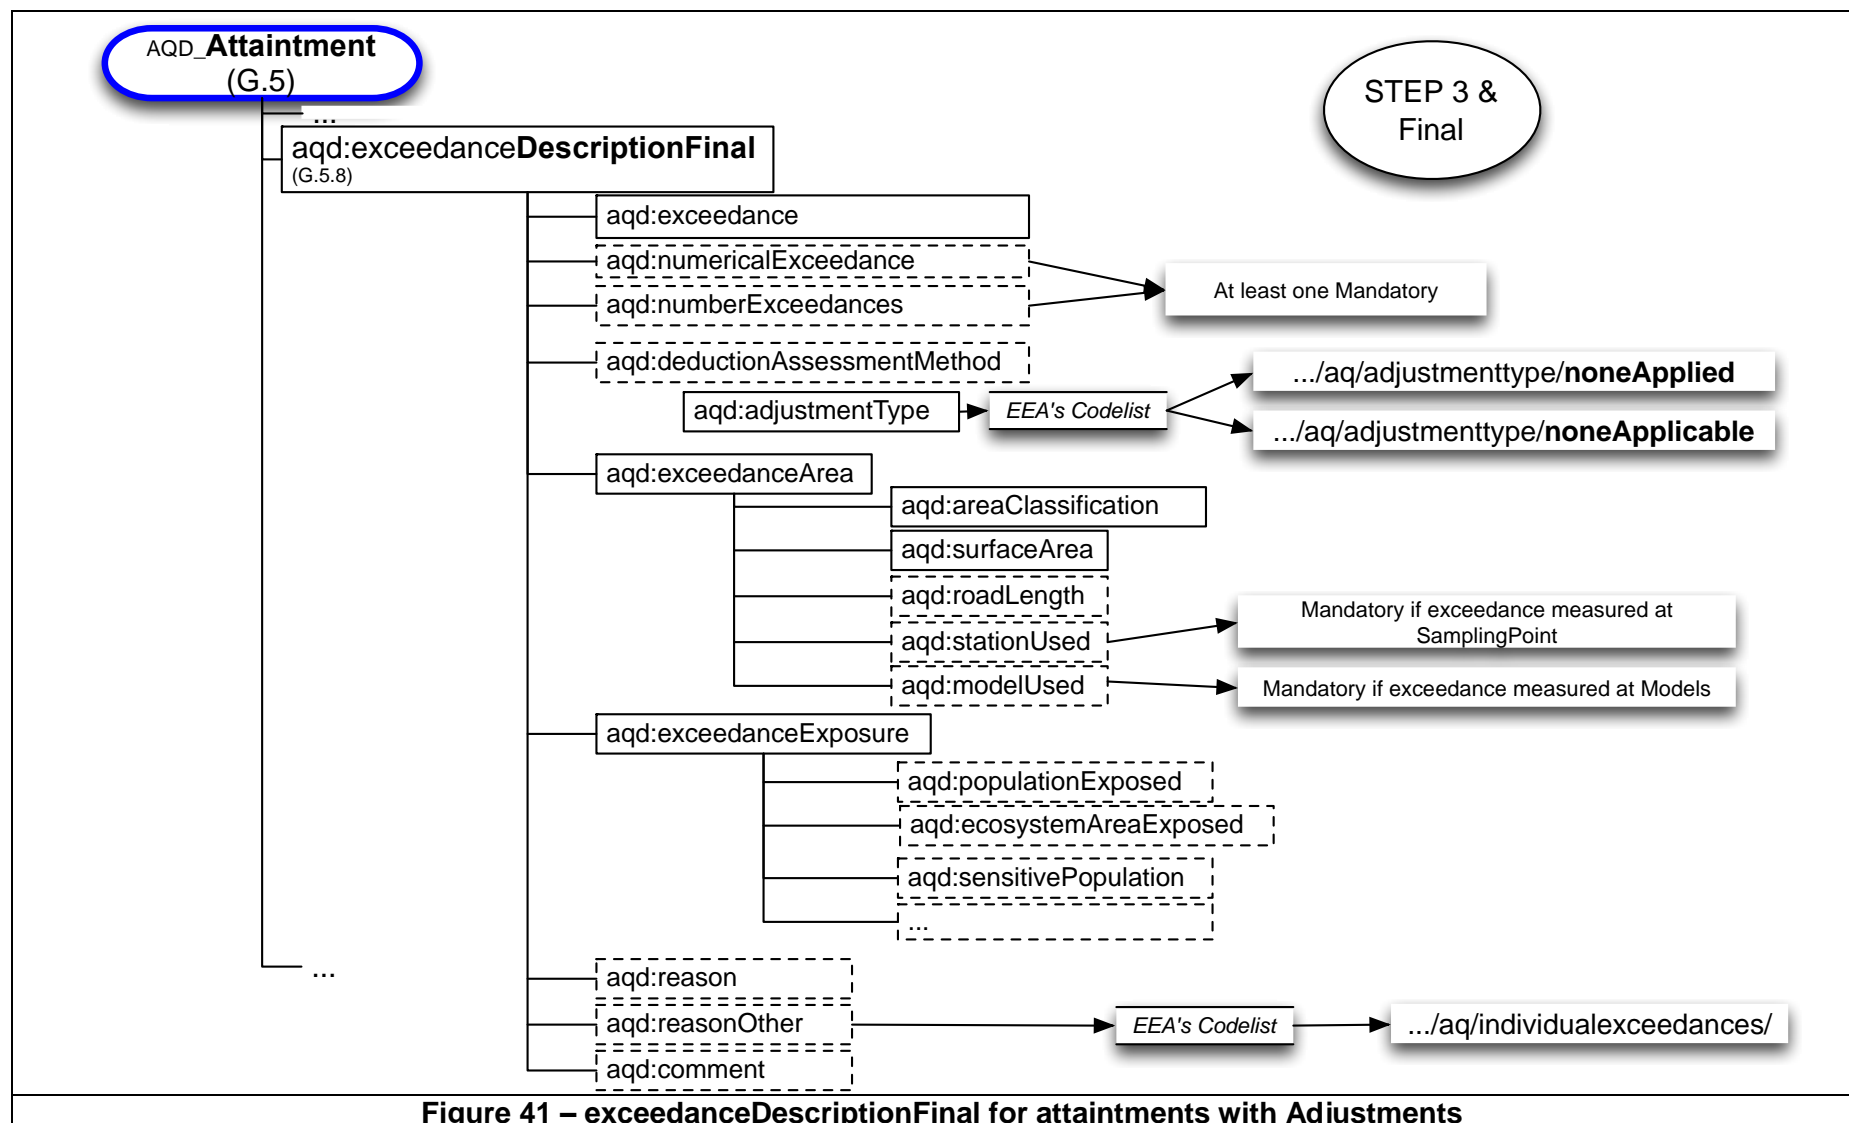 AQD_Attaintment
(G.5)
STEP 3 &
Final
...
aqd:exceedanceDescriptionFinal
(G.5.8)
aqd:exceedance
aqd:numericalExceedance
aqd:numberExceedances
At least one Mandatory
aqd:deductionAssessmentMethod
aqd:adjustmentType
EEA's Codelist
.../aq/adjustmenttype/noneApplied
.../aq/adjustmenttype/noneApplicable
aqd:exceedanceArea
aqd:areaClassification
aqd:surfaceArea
aqd:roadLength
aqd:stationUsed
Mandatory if exceedance measured at
SamplingPoint
aqd:modelUsed
Mandatory if exceedance measured at Models
aqd:exceedanceExposure
aqd:populationExposed
aqd:ecosystemAreaExposed
aqd:sensitivePopulation
...
...
aqd:reason
aqd:reasonOther
EEA's Codelist
.../aq/individualexceedances/
aqd:comment
Figure 41 – exceedanceDescriptionFinal for attaintments with Adjustments